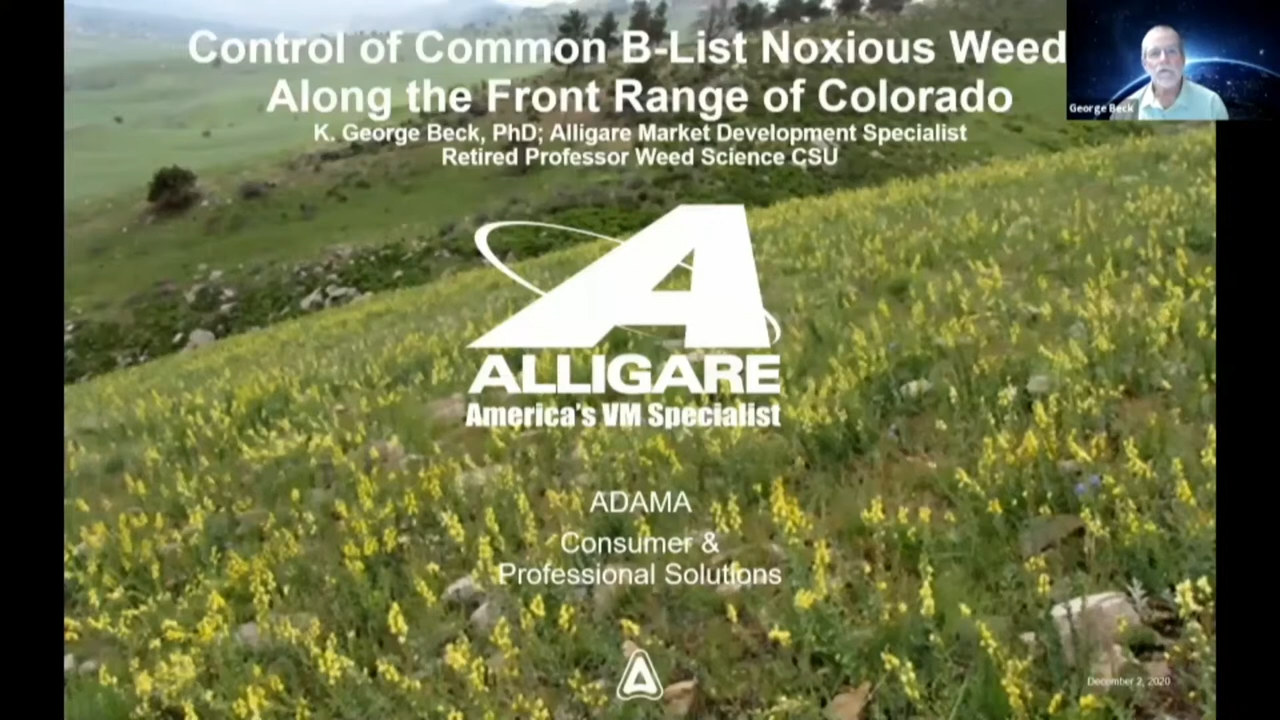 Control of Common B-List Noxious Weed
Along the Front Range of Colorado
K. George Beck, PhD; Alligare Market Development Specialist
Retired Professor Weed Science CSU
George Beck
A
ALLIGARE
America's VM Specialist
ADAMA
Consumer &
Professional Solutions
December 2, 2020